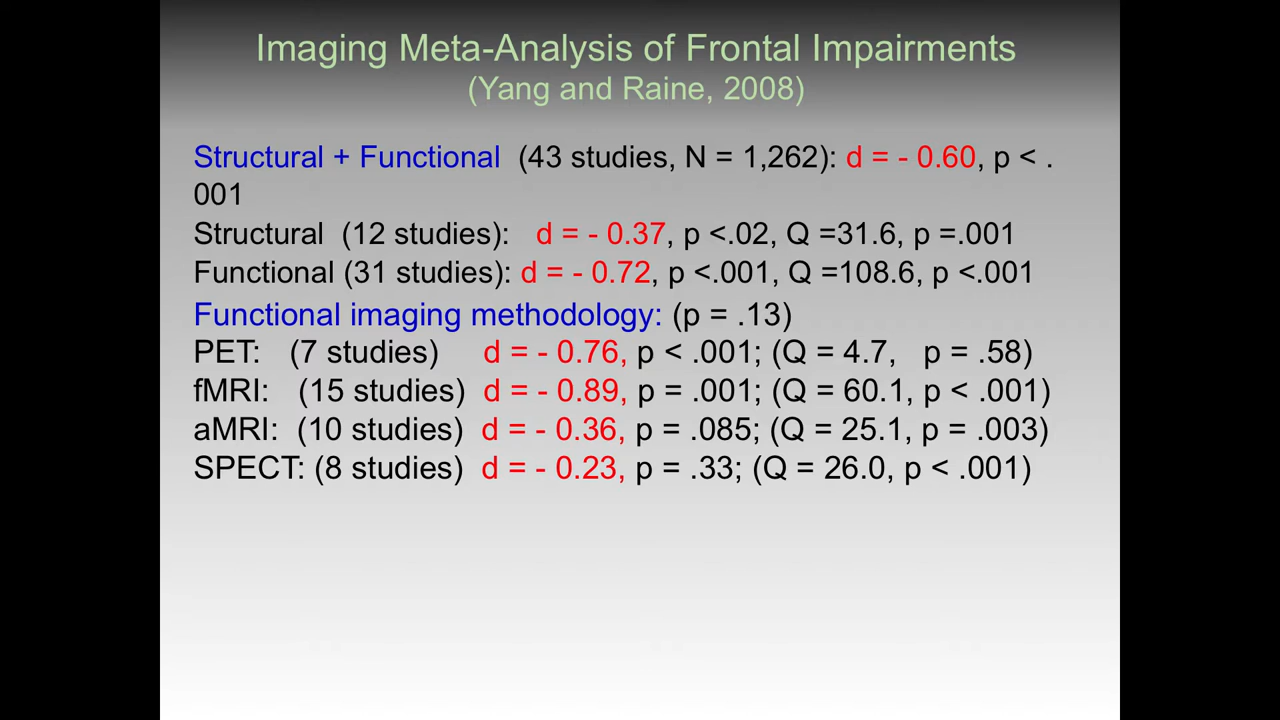 Imaging Meta-Analysis of Frontal Impairments
(Yang and Raine, 2008)
Structural + Functional (43 studies, N = 1,262): d = - 0.60, p < .
001
Structural (12 studies): d = - 0.37, p <.02, Q =31.6, p =.001
Functional (31 studies): d = - 0.72, p <.001, Q =108.6, p <.001
Functional imaging methodology: (p = .13)
PET: (7 studies) d = - 0.76, p < .001; (Q = 4.7, p = .58)
fMRI: (15 studies) d = - 0.89, p = .001; (Q = 60.1, p < .001)
aMRI: (10 studies) d = - 0.36, p = .085; (Q = 25.1, p = .003)
SPECT: (8 studies) d = - 0.23, p = .33; (Q = 26.0, p < .001)